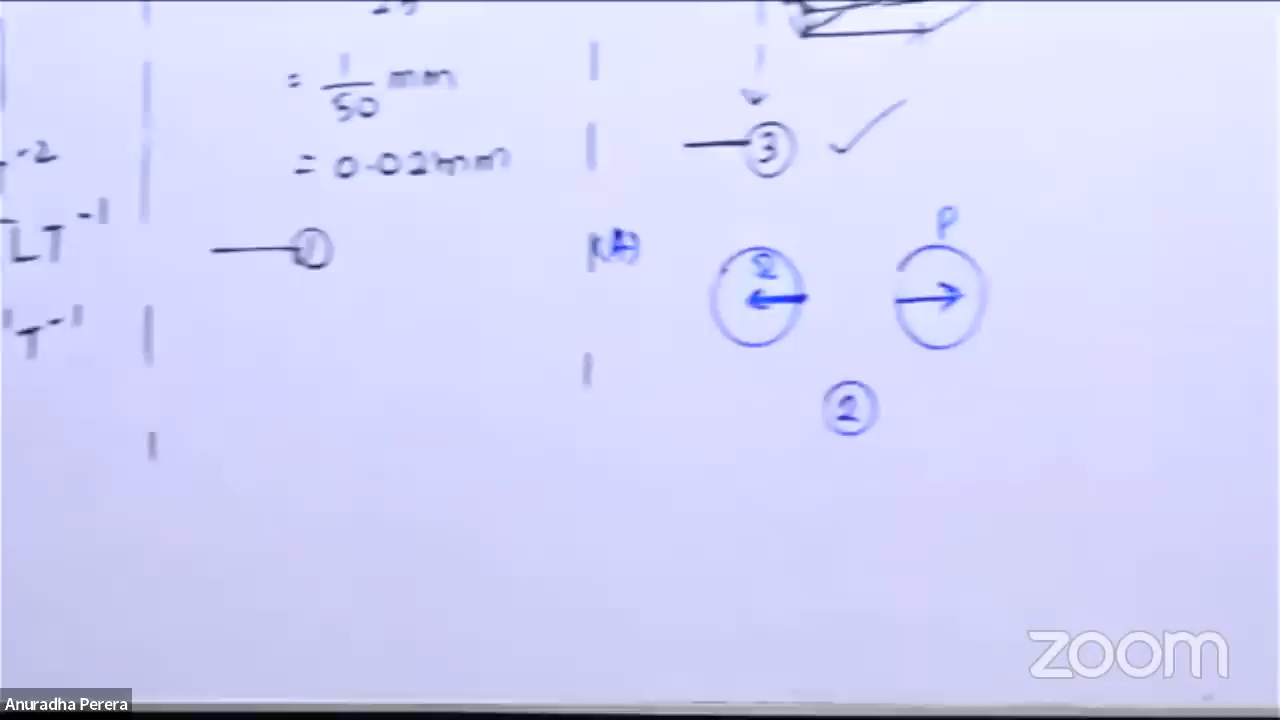 = 1/50 mm
= 0.02mm
①
-2
LT⁻¹
T⁻¹
③ ✓
(A)
P
②
zoom
Anuradha Perera